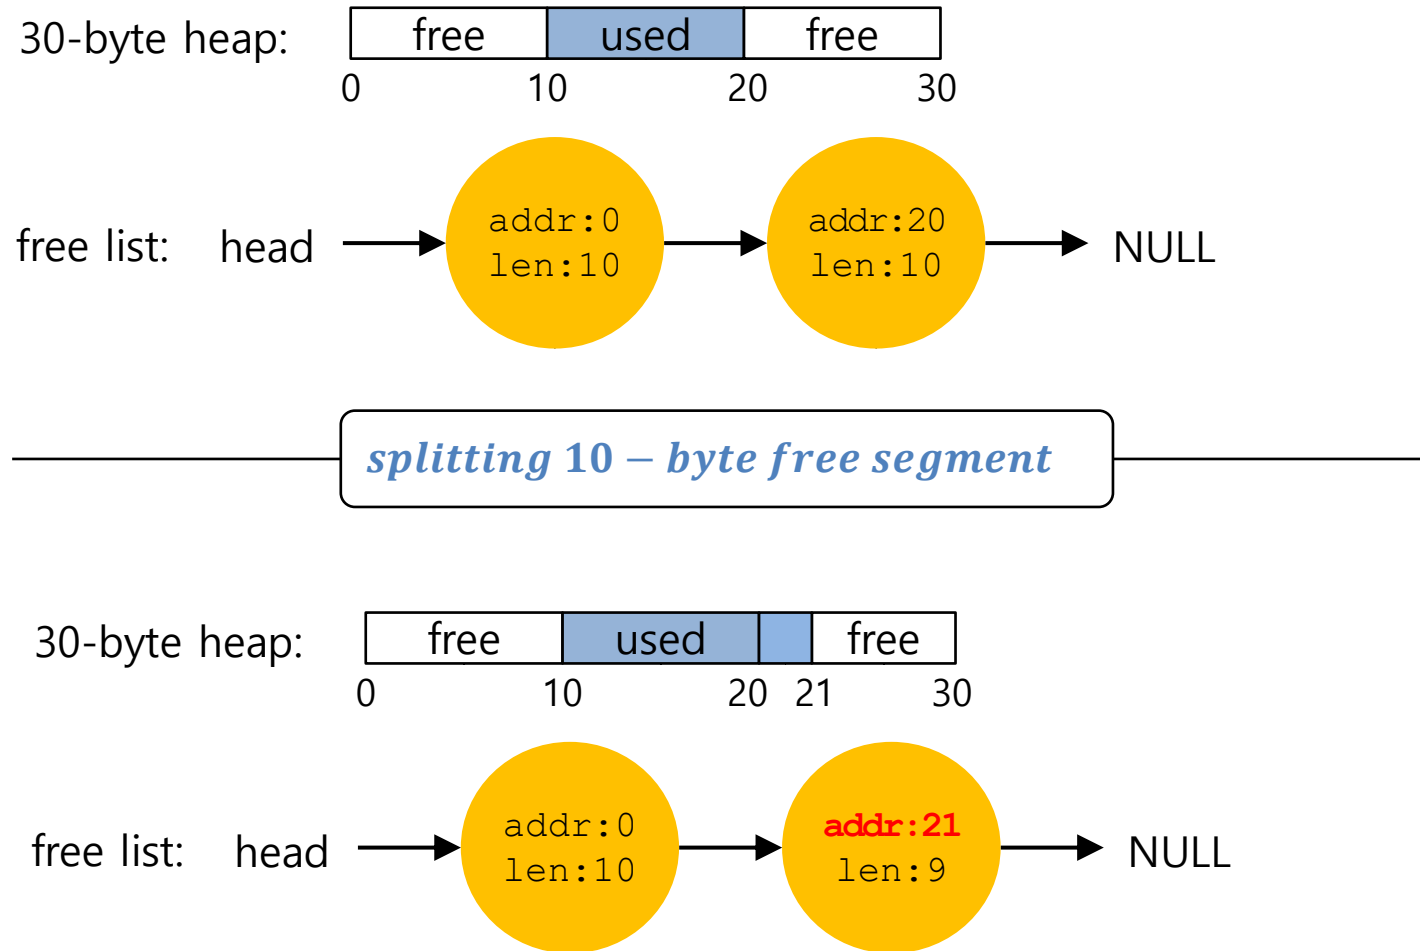 30-byte heap: free used free
0 10 20 30
free list: head addr:0 len:10 addr:20 len:10 NULL
splitting 10 – byte free segment
30-byte heap: free used free
0 10 20 21 30
free list: head addr:0 len:10 addr:21 len:9 NULL